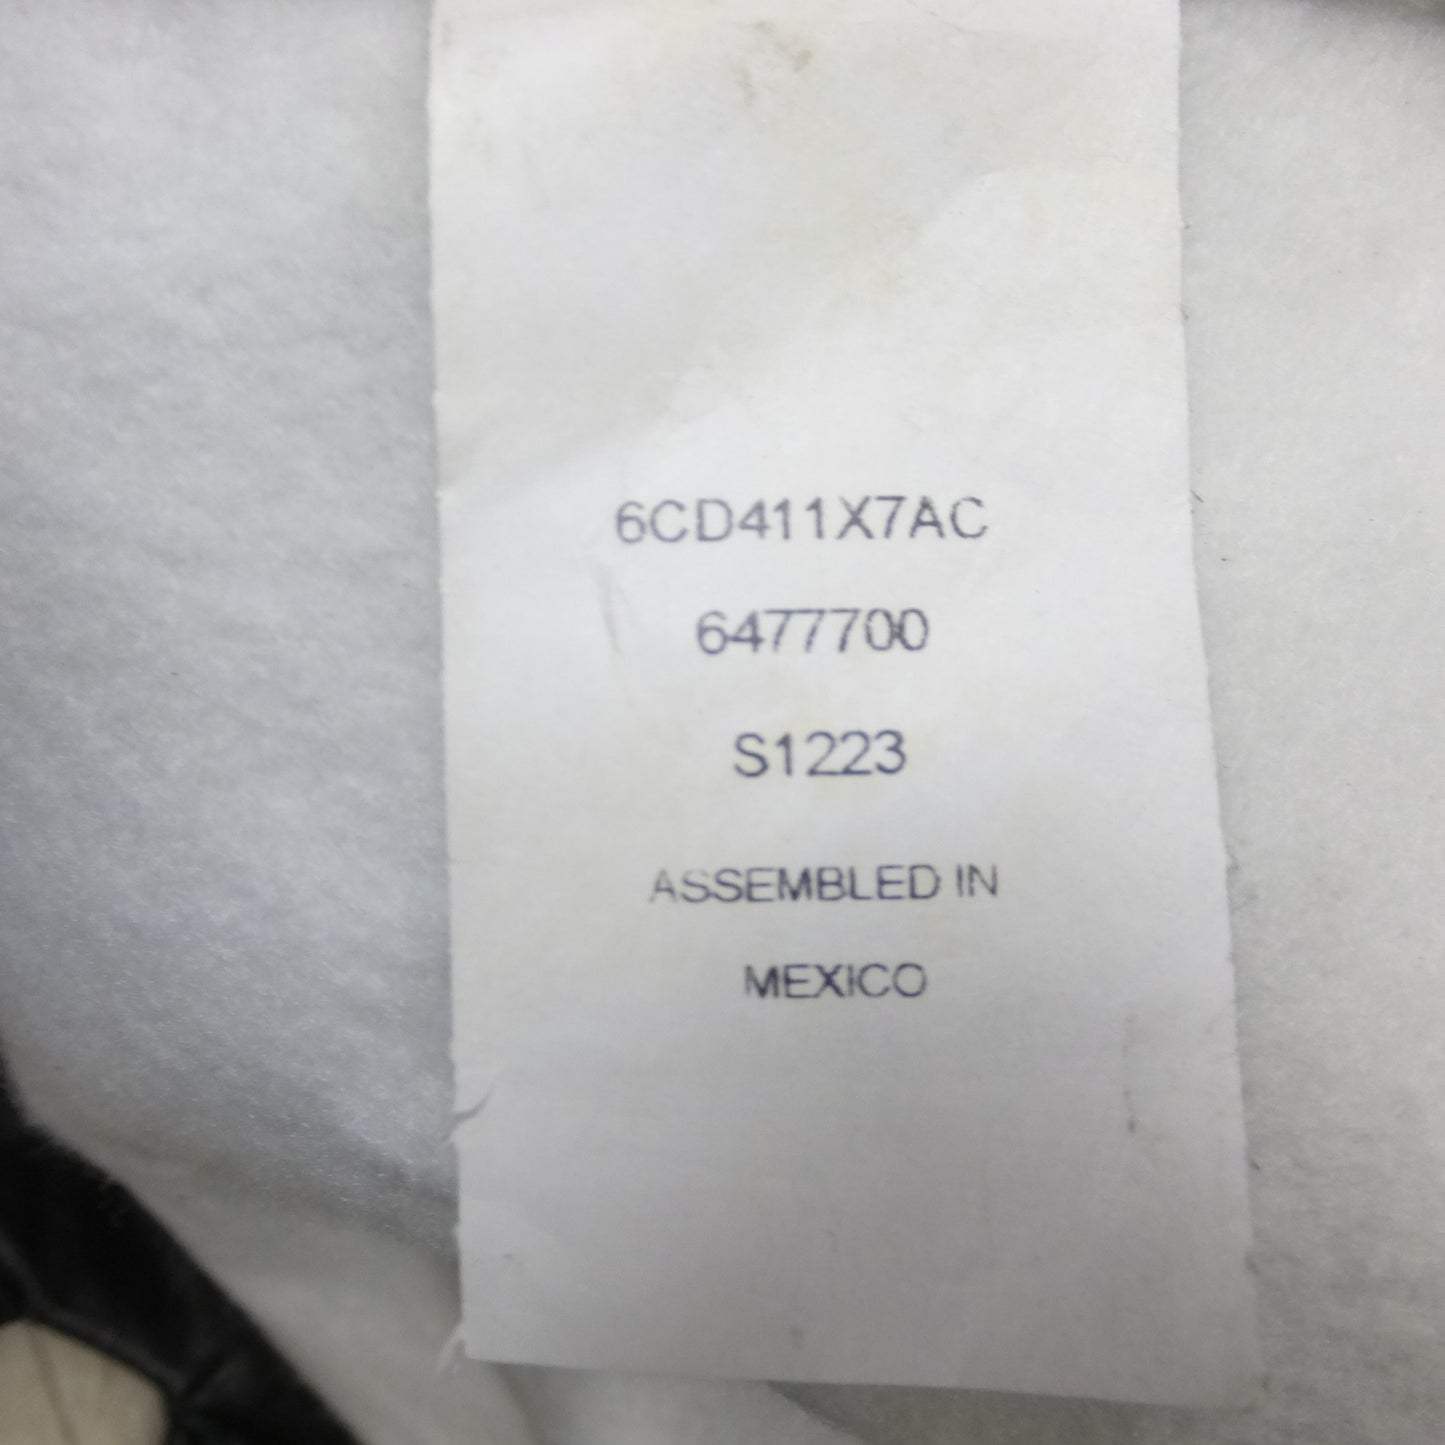 6CD411X7AC
6477700
S1223
ASSEMBLED IN
MEXICO